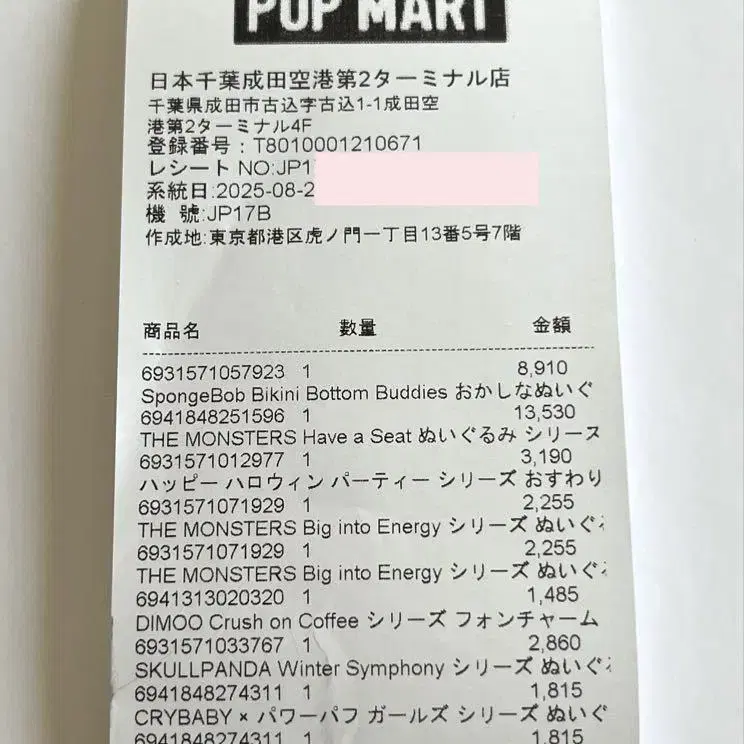 POP MART
日本千葉成田空港第2ターミナル店
千葉県成田市古込字古込1-1成田空
港第2ターミナル4F
登録番号：T8010001210671
レシート NO:JP1
系統日:2025-08-2
機 號:JP17B
作成地:東京都港区虎ノ門一丁目13番5号7階
商品名 數量 金額
6931571057923 1 8,910
SpongeBob Bikini Bottom Buddies おかしなぬいぐ
6941848251596 1 13,530
THE MONSTERS Have a Seat ぬいぐるみ シリーズ
6931571012977 1 3,190
ハッピー ハロウィン パーティー シリーズ おすわり
6931571071929 1 2,255
THE MONSTERS Big into Energy シリーズ ぬいぐ
6931571071929 1 2,255
THE MONSTERS Big into Energy シリーズ ぬいぐ
6941313020320 1 1,485
DIMOO Crush on Coffee シリーズ フォンチャーム
6931571033767 1 2,860
SKULLPANDA Winter Symphony シリーズ ぬいぐ
6941848274311 1 1,815
CRYBABY × パワーパフ ガールズ シリーズ ぬいぐ
6941848274311 1 1,815